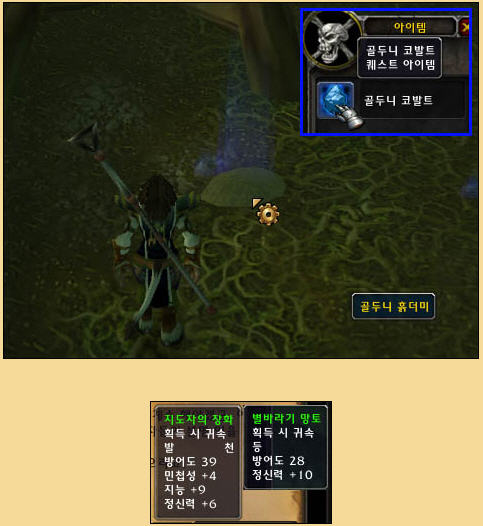 아이템
골두니 코발트
퀘스트 아이템
골두니 코발트
골두니 흙더미
지도자의 장화
획득 시 귀속
발 천
방어도 39
민첩성 +4
지능 +9
정신력 +6
별바라기 망토
획득 시 귀속
등
방어도 28
정신력 +10